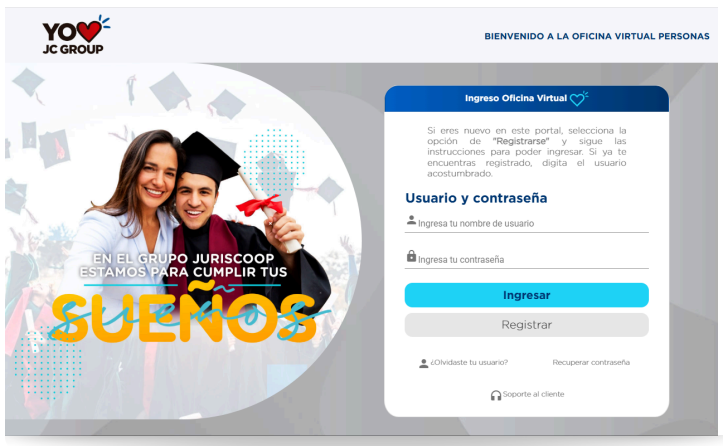 YO
JC GROUP
BIENVENIDO A LA OFICINA VIRTUAL PERSONAS
EN EL GRUPO JURISCOOP
ESTAMOS PARA CUMPLIR TUS
SUEÑOS
sueños
Ingreso Oficina Virtual
Si eres nuevo en este portal, selecciona la
opción de "Registrarse" y sigue las
instrucciones para poder ingresar. Si ya te
encuentras registrado, digita el usuario
acostumbrado.
Usuario y contraseña
Ingresa tu nombre de usuario
Ingresa tu contraseña
Ingresar
Registrar
¿Olvidaste tu usuario? Recuperar contraseña
Soporte al cliente